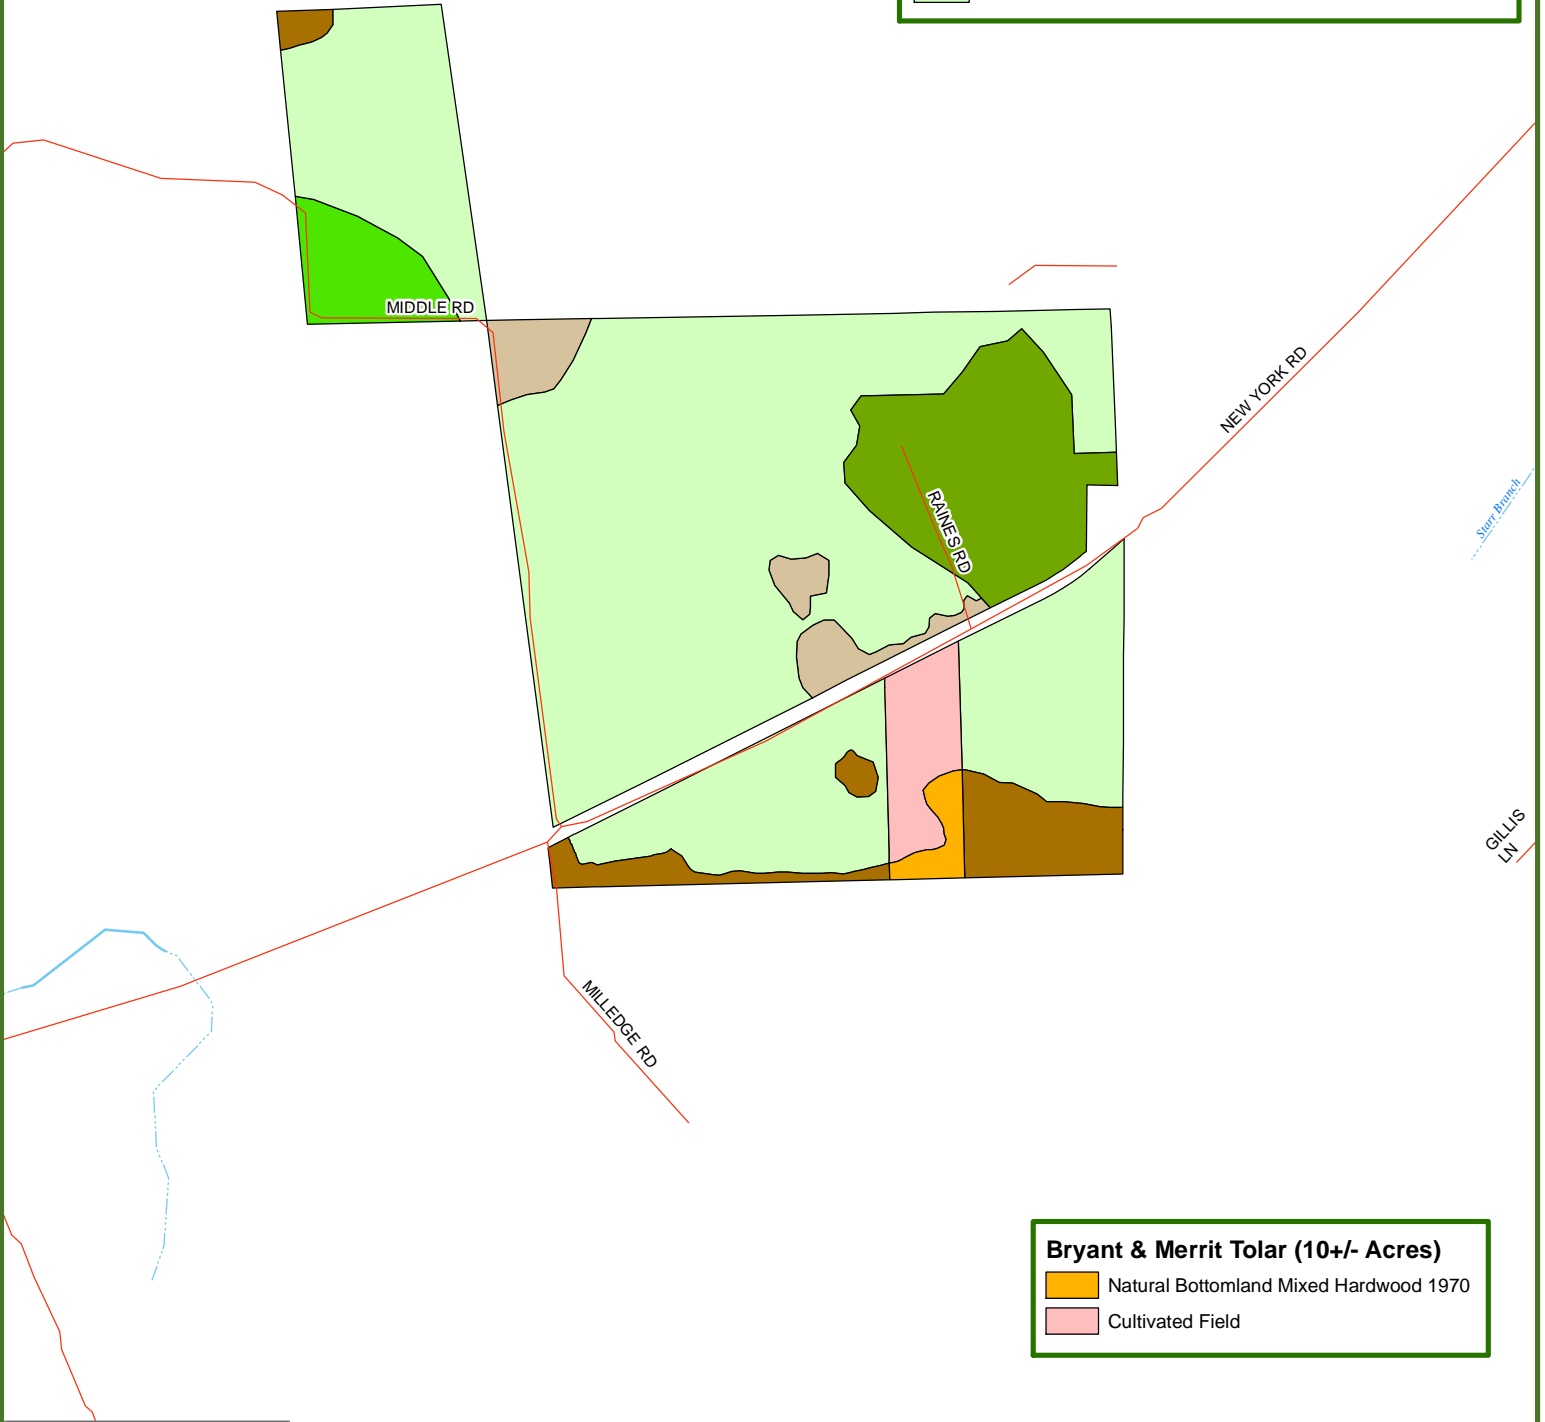 MIDDLE RD
NEW YORK RD
RAINES RD
Starr Branch
GILLIS
LN
MILLEDGE RD
Bryant & Merrit Tolar (10+/- Acres)
Natural Bottomland Mixed Hardwood 1970
Cultivated Field